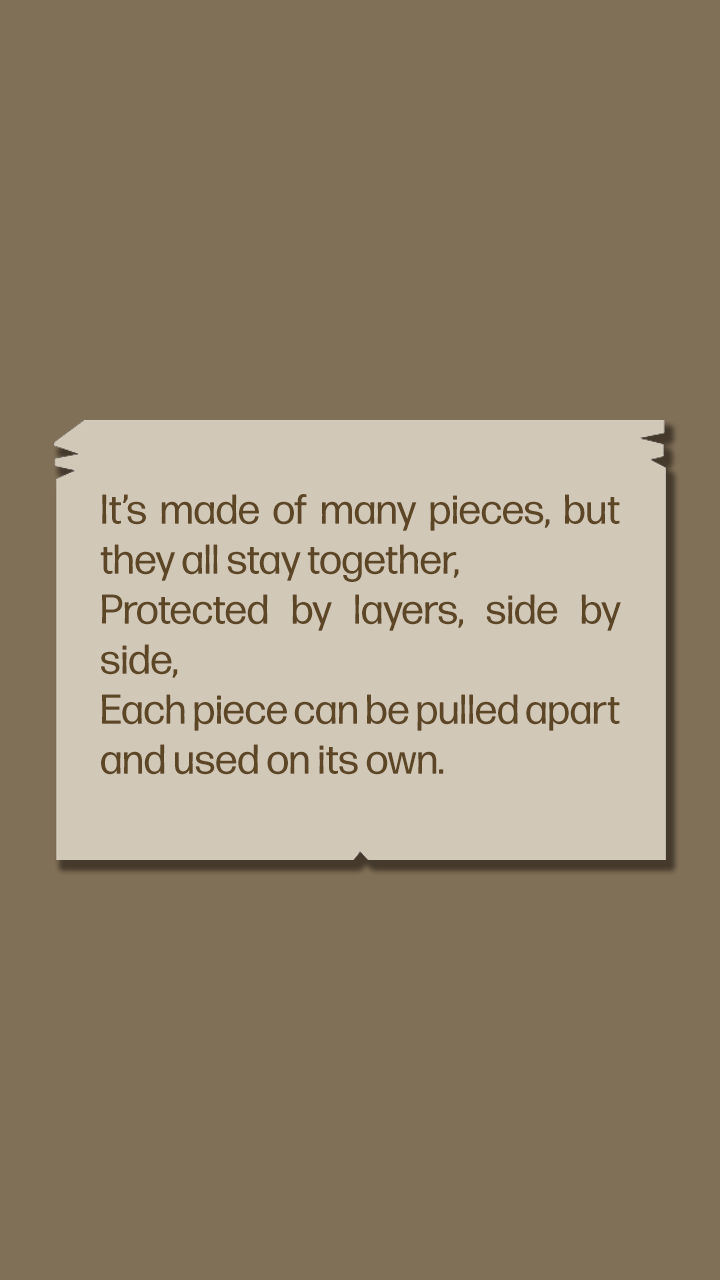 It’s made of many pieces, but
they all stay together,
Protected by layers, side by
side,
Each piece can be pulled apart
and used on its own.